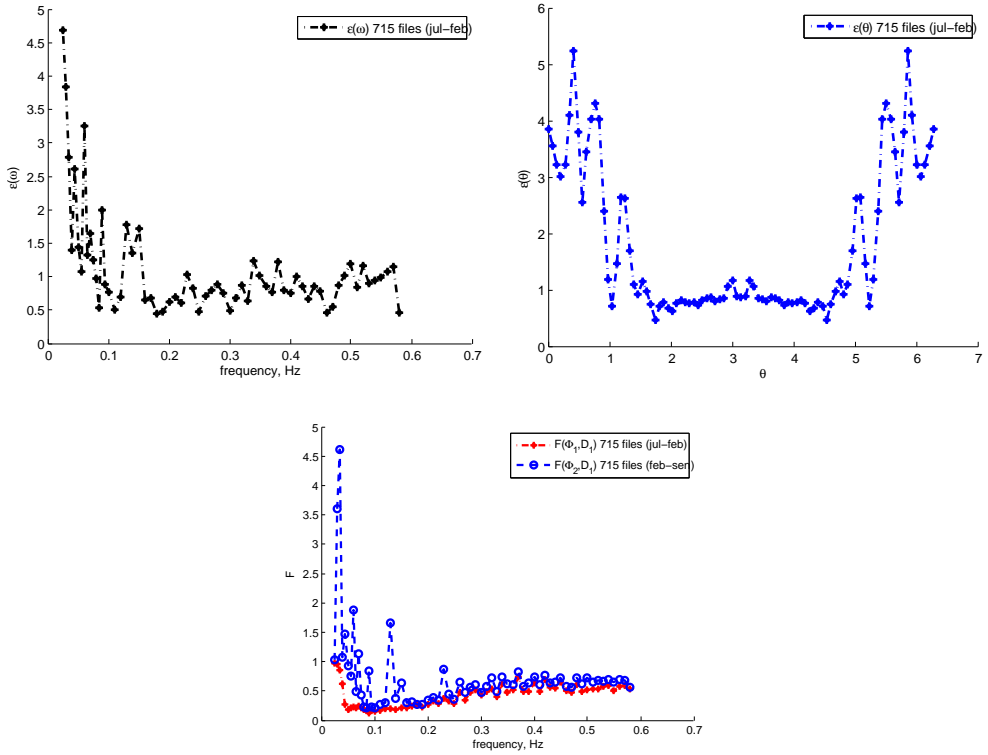 5
4.5
4
3.5
3
2.5
2
1.5
1
0.5
0
ε(ω)
ε(ω) 715 files (jul−feb)
0 0.1 0.2 0.3 0.4 0.5 0.6 0.7
frequency, Hz
6
5
4
3
2
1
0
ε(θ)
ε(θ) 715 files (jul−feb)
0 1 2 3 4 5 6 7
θ
5
4.5
4
3.5
3
2.5
2
1.5
1
0.5
0
F
F(Φ₁,D₁) 715 files (jul−feb)
F(Φ₂,D₁) 715 files (feb−sen)
0 0.1 0.2 0.3 0.4 0.5 0.6 0.7
frequency, Hz